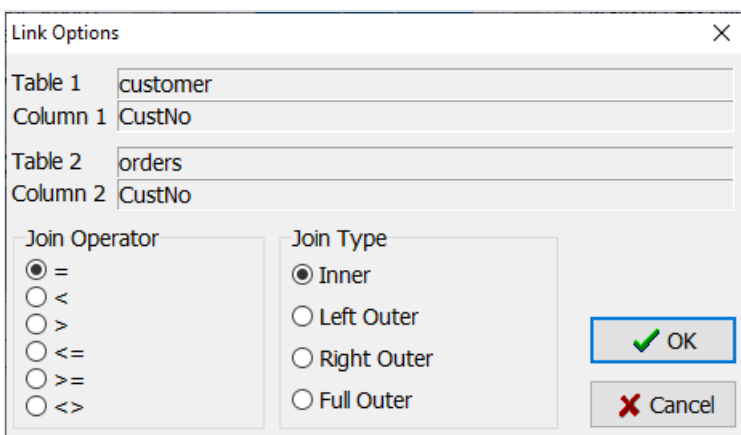 Link Options
Table 1 customer
Column 1 CustNo
Table 2 orders
Column 2 CustNo
Join Operator
=
<
>
<=
>=
<>
Join Type
Inner
Left Outer
Right Outer
Full Outer
OK
Cancel